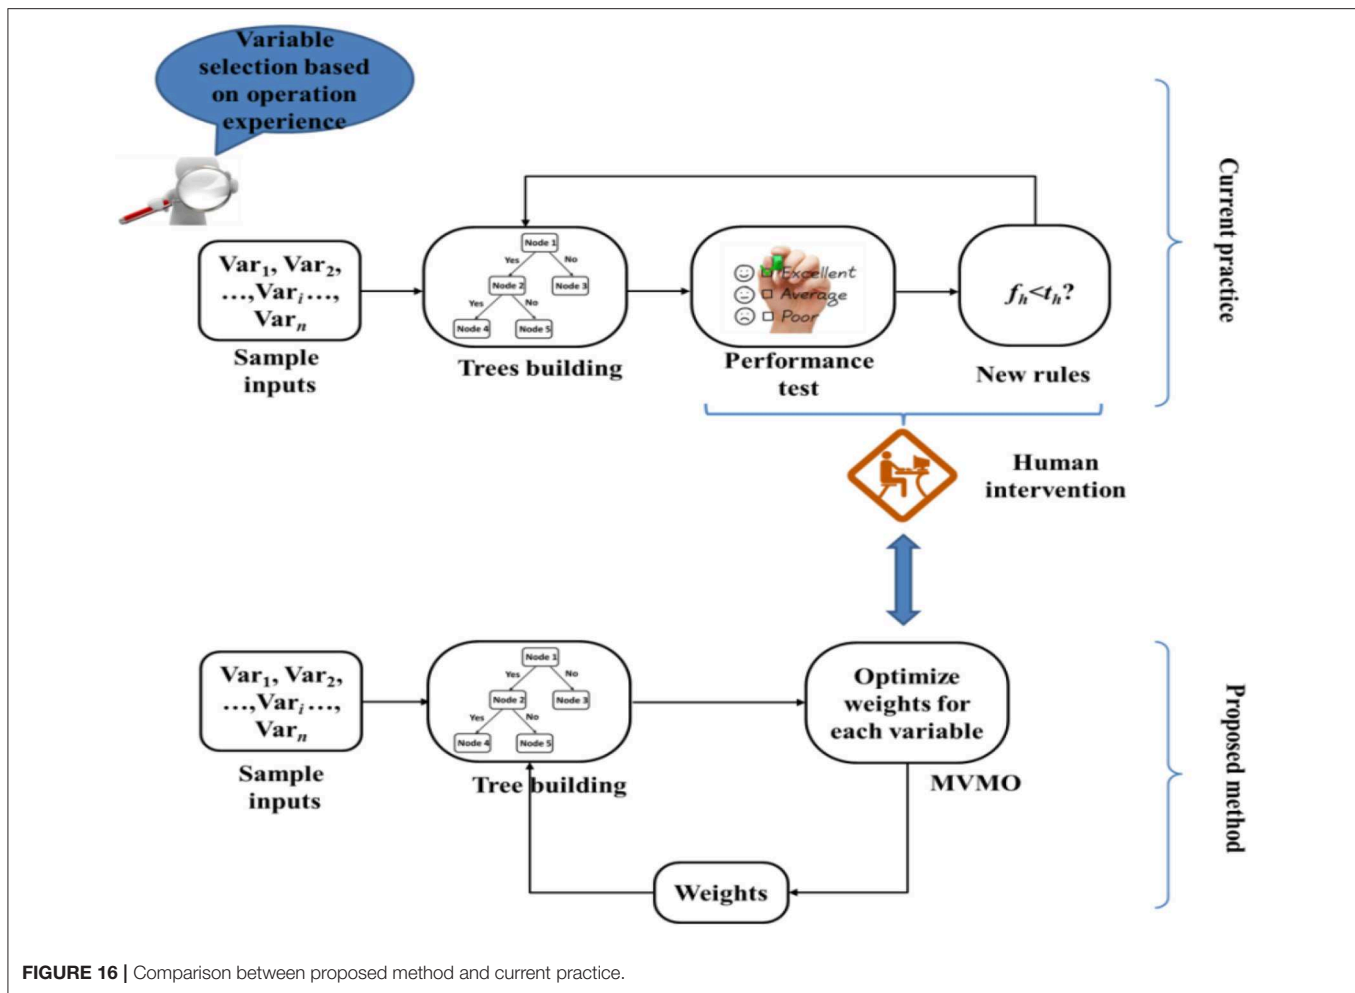 Variable
selection based
on operation
experience
Var₁, Var₂,
…,Varᵢ…,
Varₙ
Sample
inputs
Node 1
Yes
No
Node 2
Node 3
Yes
No
Node 4
Node 5
Trees building
Excellent
Average
Poor
Performance
test
fₕ<tₕ?
New rules
Current practice
Human
intervention
Var₁, Var₂,
…,Varᵢ…,
Varₙ
Sample
inputs
Node 1
Yes
No
Node 2
Node 3
Yes
No
Node 4
Node 5
Tree building
Optimize
weights for
each variable
MVMO
Weights
Proposed method
FIGURE 16 | Comparison between proposed method and current practice.